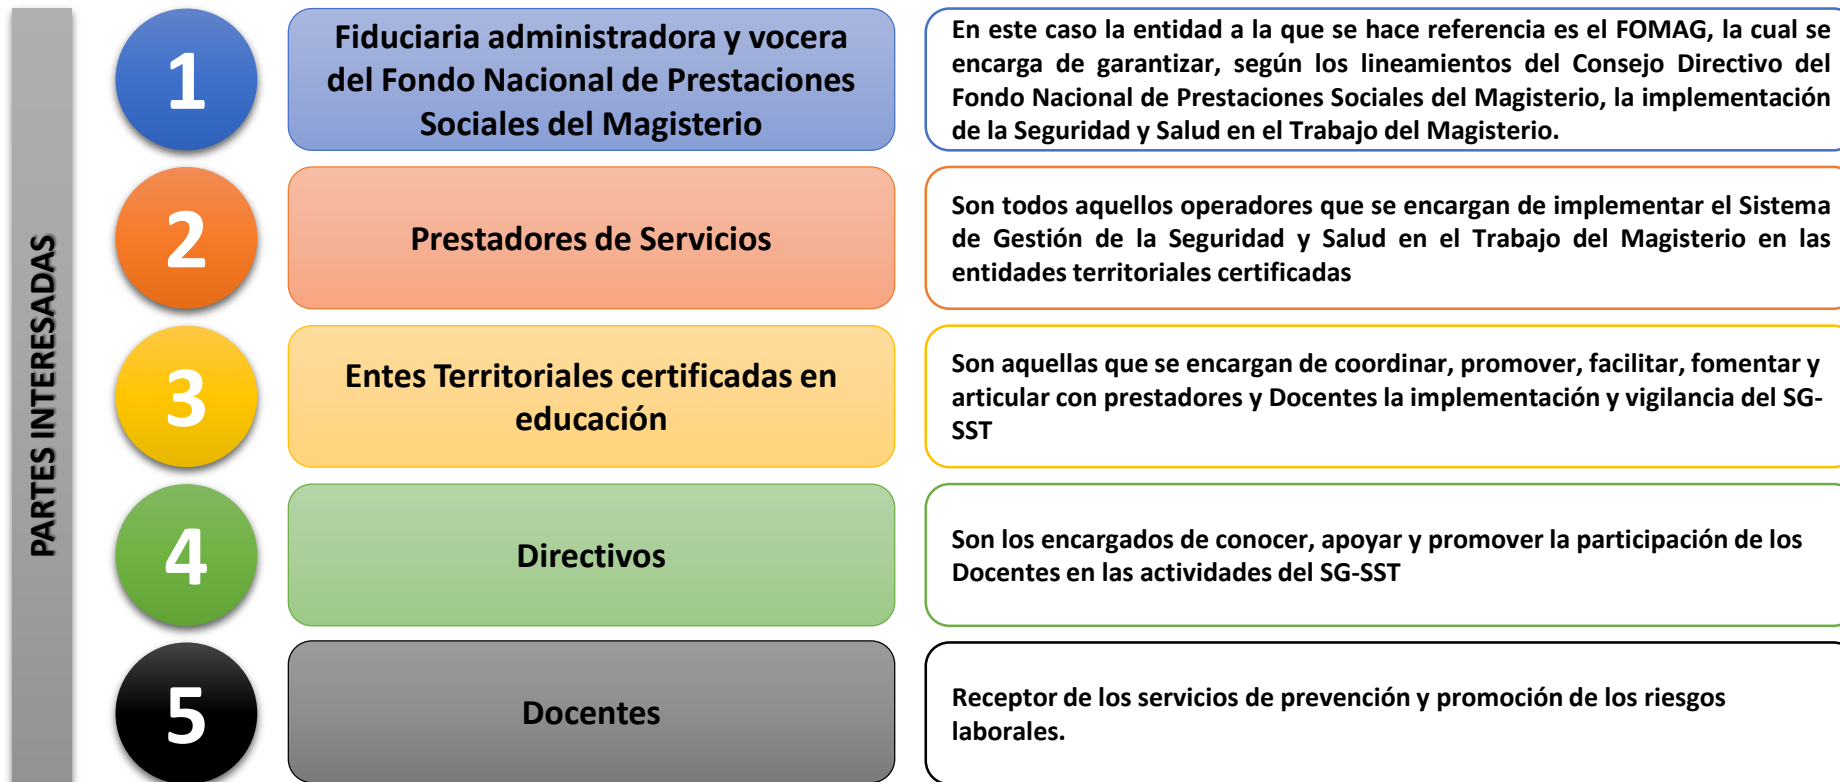 PARTES INTERESADAS
1
Fiduciaria administradora y vocera
del Fondo Nacional de Prestaciones
Sociales del Magisterio
En este caso la entidad a la que se hace referencia es el FOMAG, la cual se
encarga de garantizar, según los lineamientos del Consejo Directivo del
Fondo Nacional de Prestaciones Sociales del Magisterio, la implementación
de la Seguridad y Salud en el Trabajo del Magisterio.
2
Prestadores de Servicios
Son todos aquellos operadores que se encargan de implementar el Sistema
de Gestión de la Seguridad y Salud en el Trabajo del Magisterio en las
entidades territoriales certificadas
3
Entes Territoriales certificadas en
educación
Son aquellas que se encargan de coordinar, promover, facilitar, fomentar y
articular con prestadores y Docentes la implementación y vigilancia del SG-
SST
4
Directivos
Son los encargados de conocer, apoyar y promover la participación de los
Docentes en las actividades del SG-SST
5
Docentes
Receptor de los servicios de prevención y promoción de los riesgos
laborales.